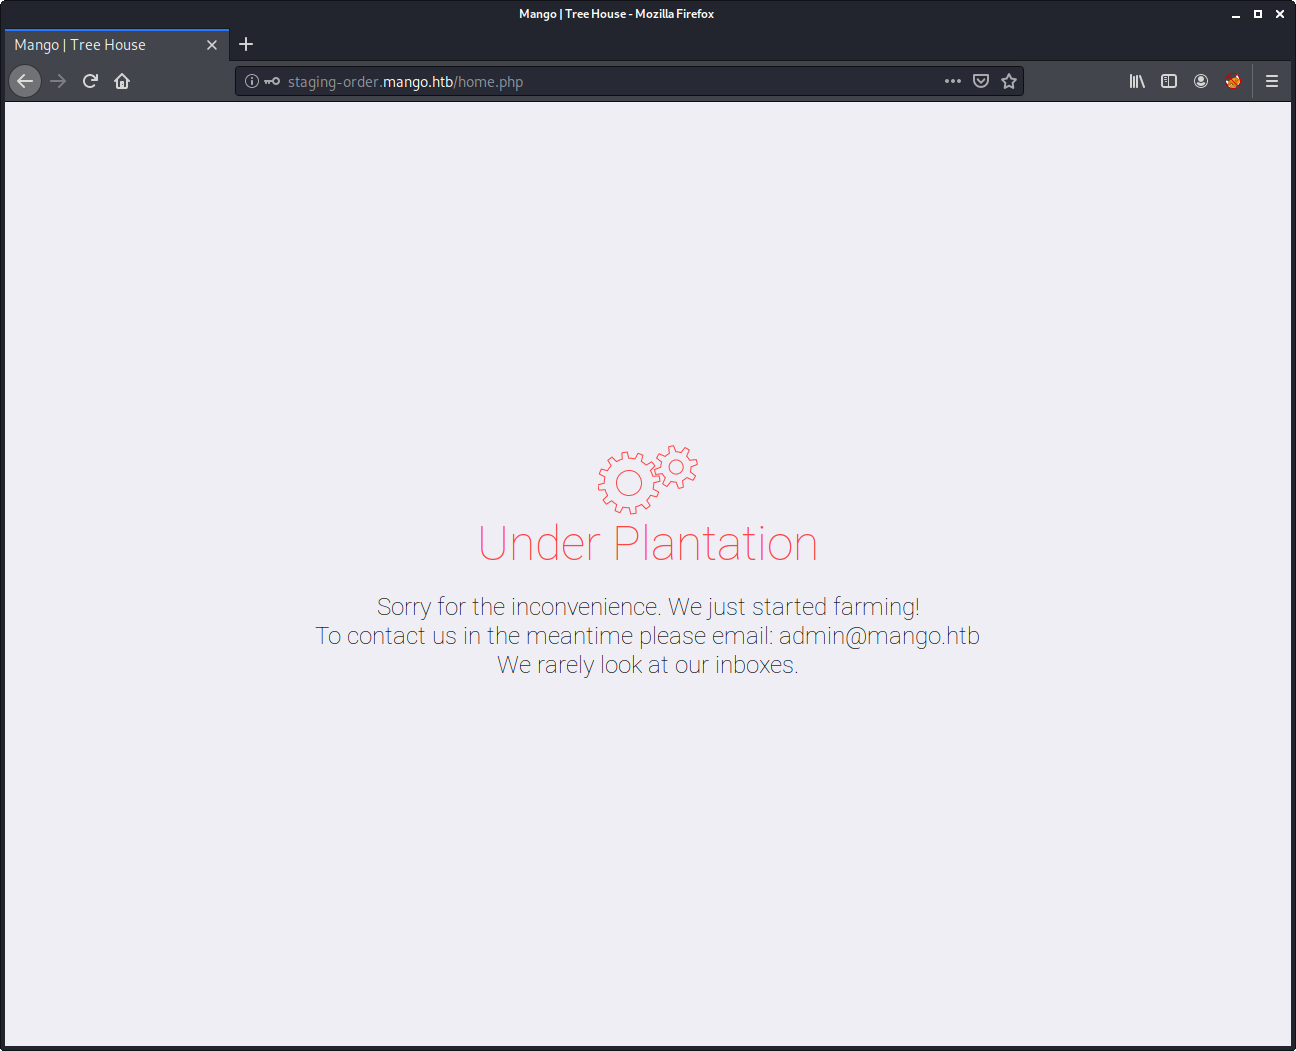 Mango | Tree House - Mozilla Firefox
Mango | Tree House
staging-order.mango.htb/home.php
Under Plantation
Sorry for the inconvenience. We just started farming!
To contact us in the meantime please email: admin@mango.htb
We rarely look at our inboxes.